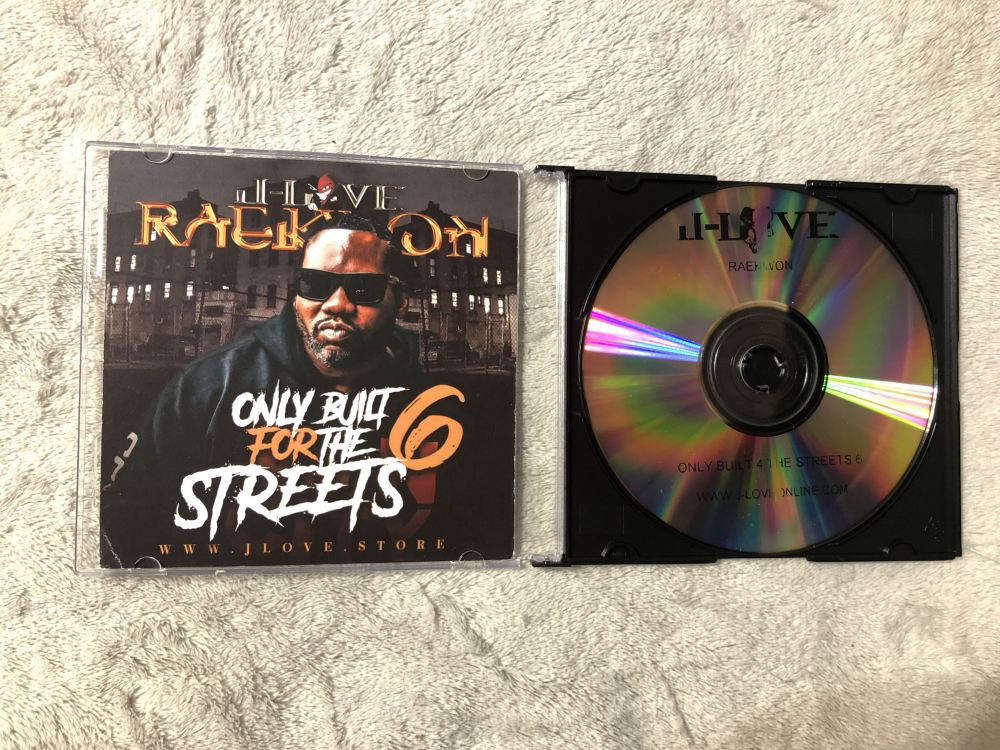 J-LOVE
RAEKWON
ONLY BUILT
FOR THE 6
STREETS
WWW.JLOVE.STORE
J-LOVE
RAEKWON
ONLY BUILT 4 THE STREETS 6
WWW.J-LOVEONLINE.COM